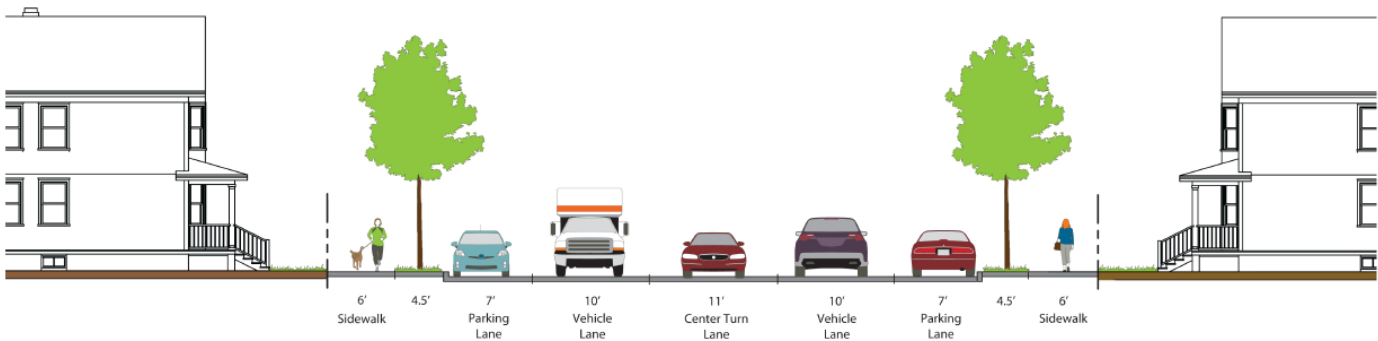 6' 4.5' 7' 10' 11' 10' 7' 4.5' 6'
Sidewalk Parking Vehicle Center Turn Vehicle Parking Sidewalk
Lane Lane Lane Lane Lane